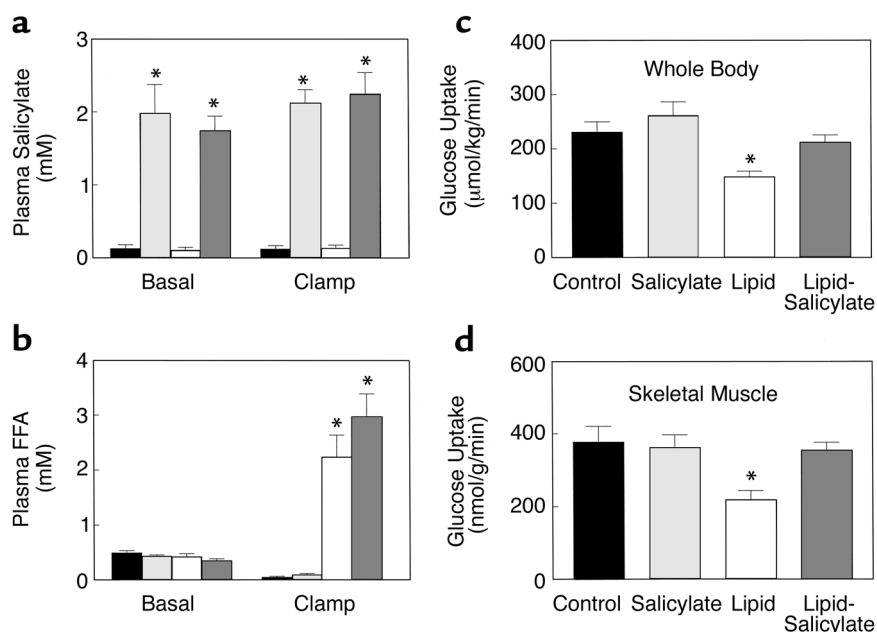 a
3
2
1
0
Plasma Salicylate
(mM)
*
*
*
*
Basal
Clamp
b
4
3
2
1
0
Plasma FFA
(mM)
*
*
Basal
Clamp
c
400
300
200
100
0
Glucose Uptake
(µmol/kg/min)
Whole Body
*
Control
Salicylate
Lipid
Lipid-
Salicylate
d
600
400
200
0
Glucose Uptake
(nmol/g/min)
Skeletal Muscle
*
Control
Salicylate
Lipid
Lipid-
Salicylate